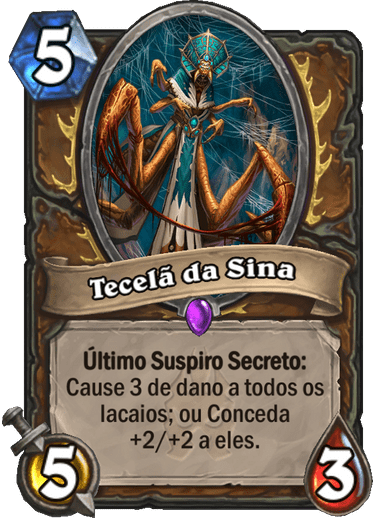 5
Tecelã da Sina
Último Suspiro Secreto:
Cause 3 de dano a todos os
lacaios; ou Conceda
+2/+2 a eles.
5
3